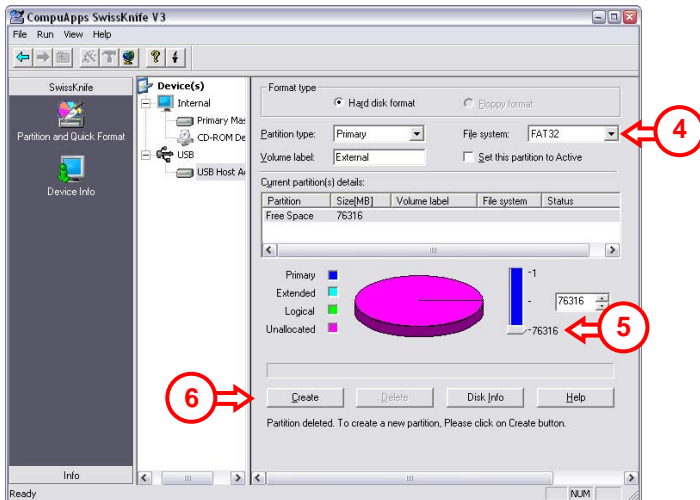 CompuApps SwissKnife V3
File Run View Help
SwissKnife
Partition and Quick Format
Device Info
Info
Device(s)
Internal
Primary Mas
CD-ROM De
USB
USB Host A
Format type
Hard disk format
Floppy format
Partition type: Primary
File system: FAT32
4
Volume label: External
Set this partition to Active
Current partition(s) details:
Partition Size[MB] Volume label File system Status
Free Space 76316
Primary
Extended
Logical
Unallocated
-1
-
76316
-76316
5
6
Create Delete Disk Info Help
Partition deleted. To create a new partition, Please click on Create button.
Ready
NUM